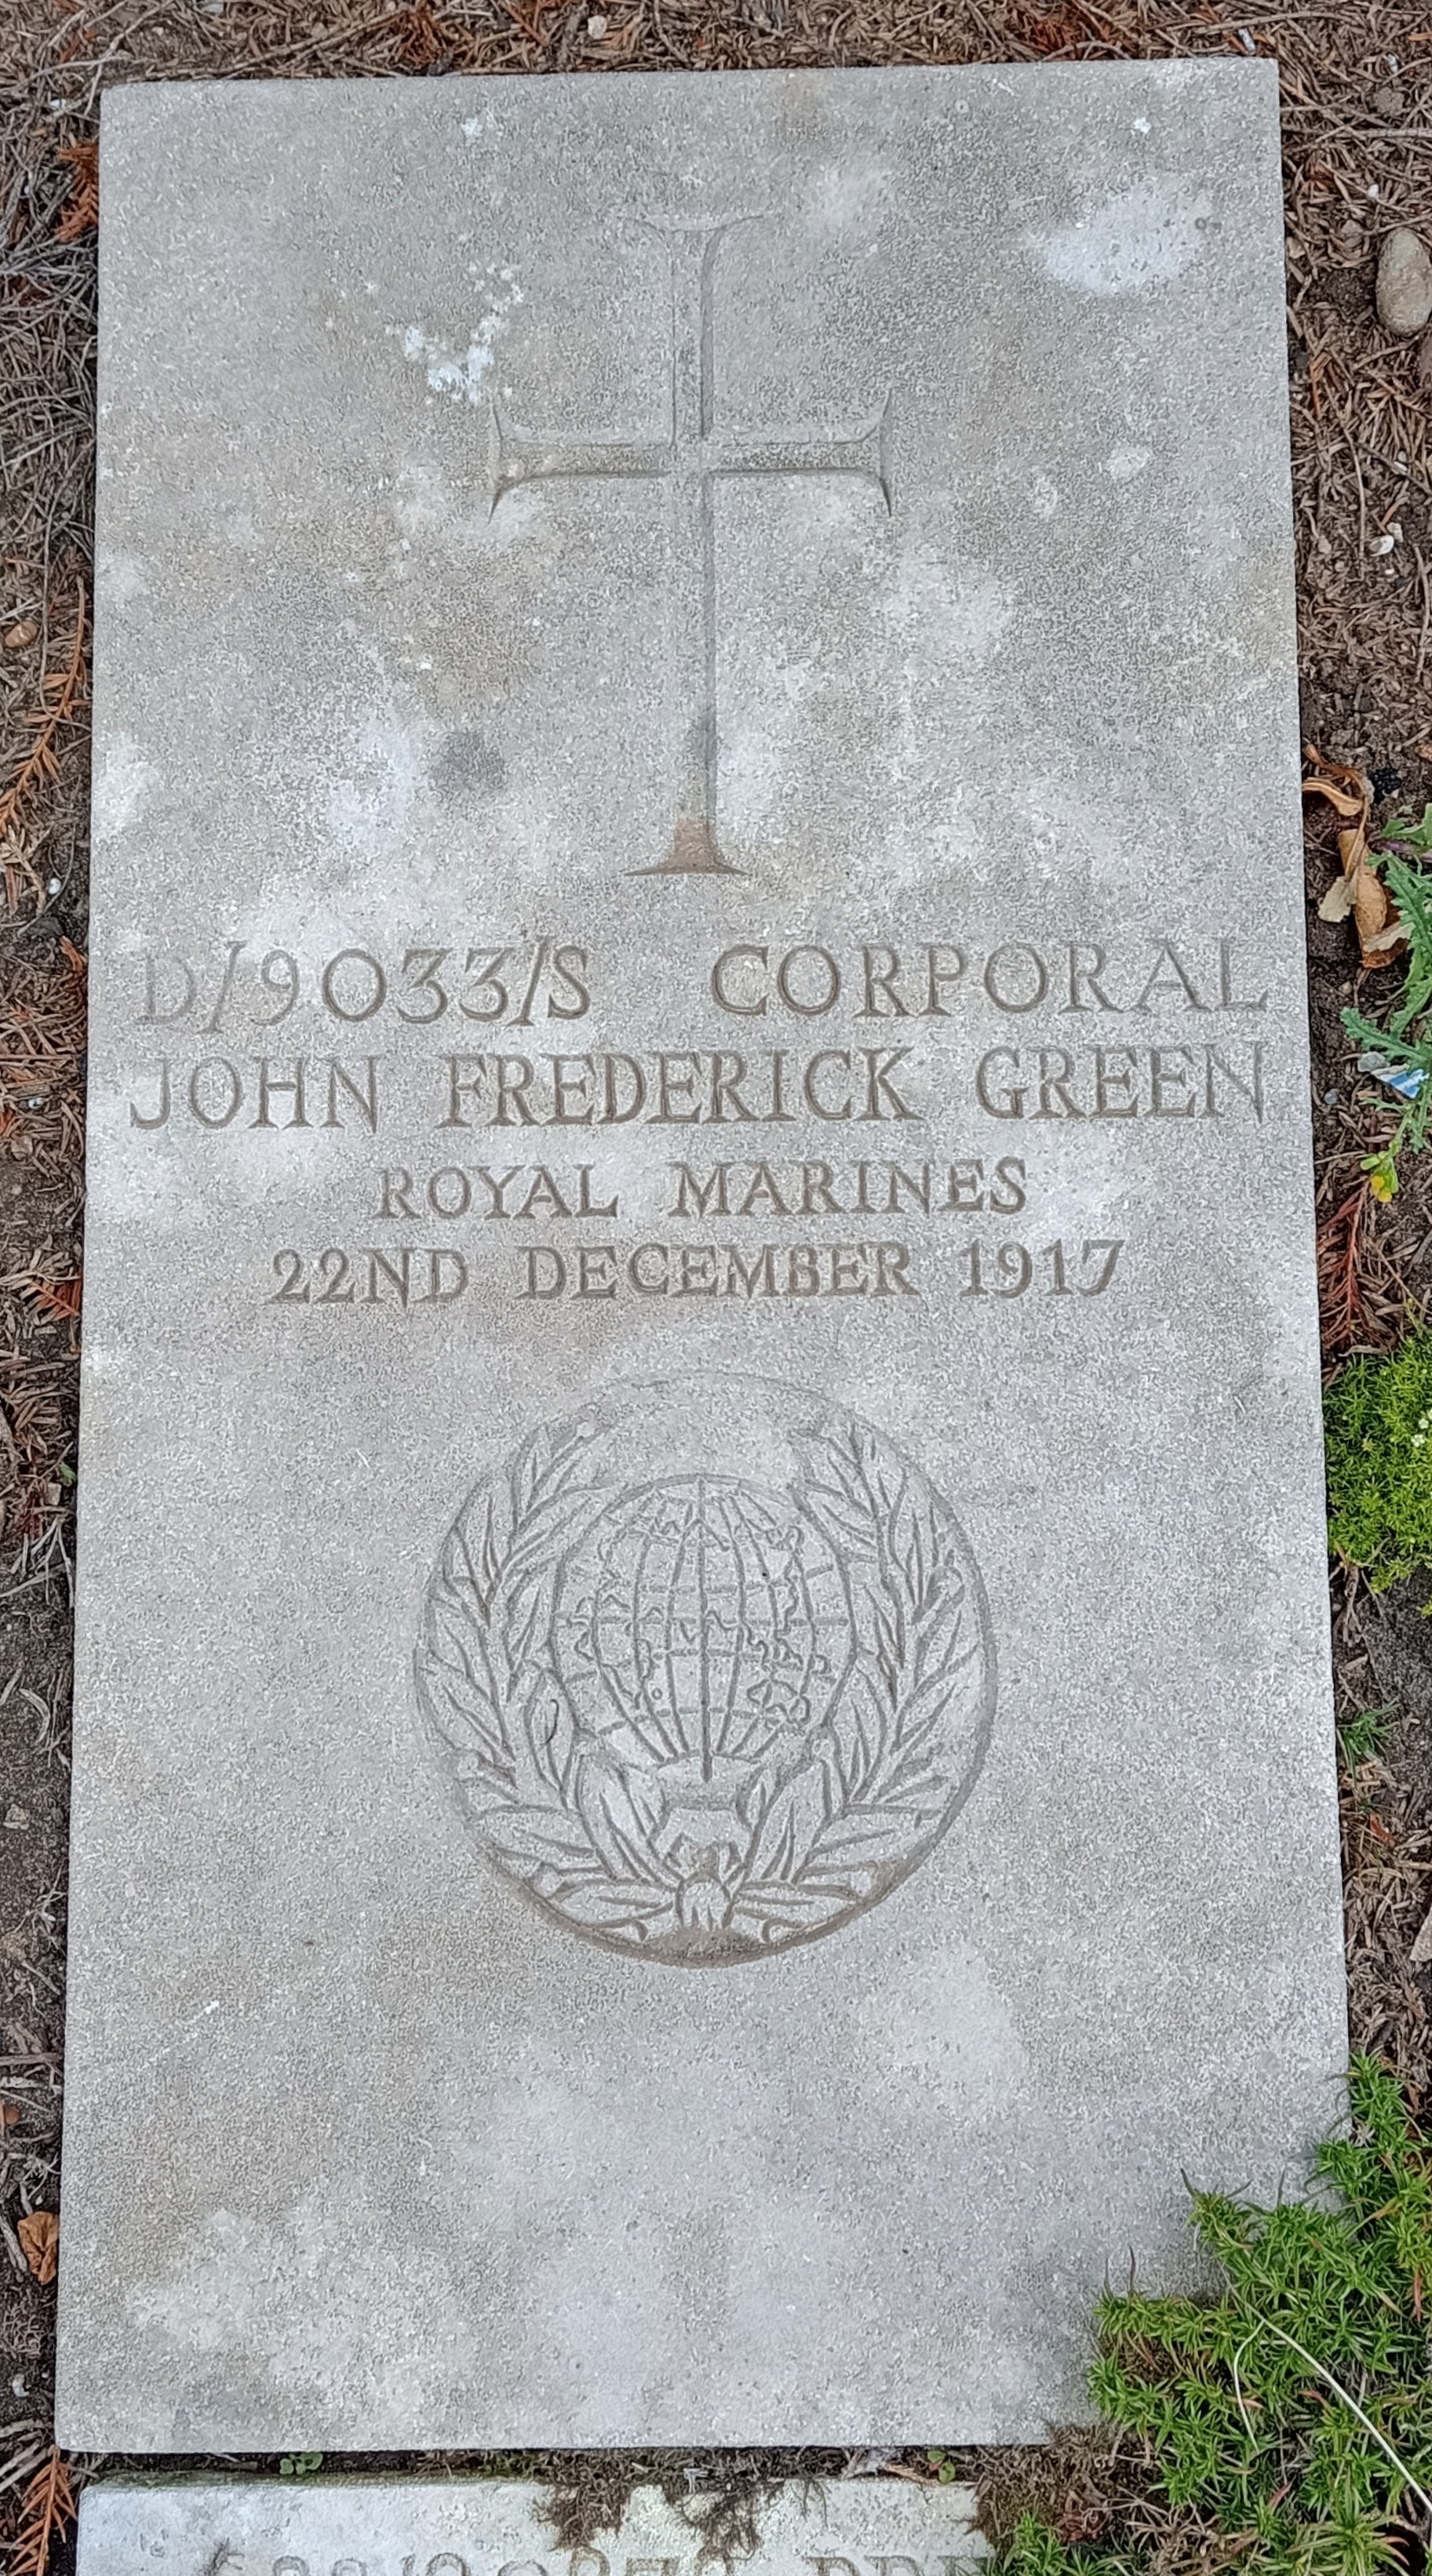 D/9033/S CORPORAL
JOHN FREDERICK GREEN
ROYAL MARINES
22ND DECEMBER 1917